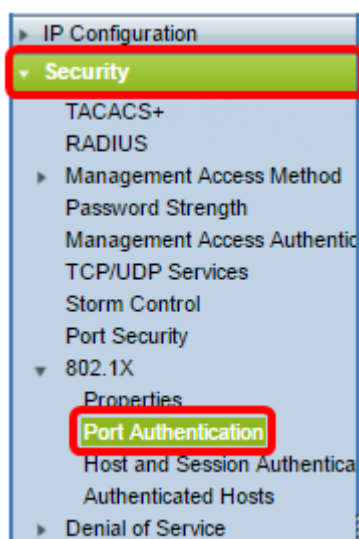 IP Configuration
Security
TACACS+
RADIUS
Management Access Method
Password Strength
Management Access Authentic
TCP/UDP Services
Storm Control
Port Security
802.1X
Properties
Port Authentication
Host and Session Authentica
Authenticated Hosts
Denial of Service